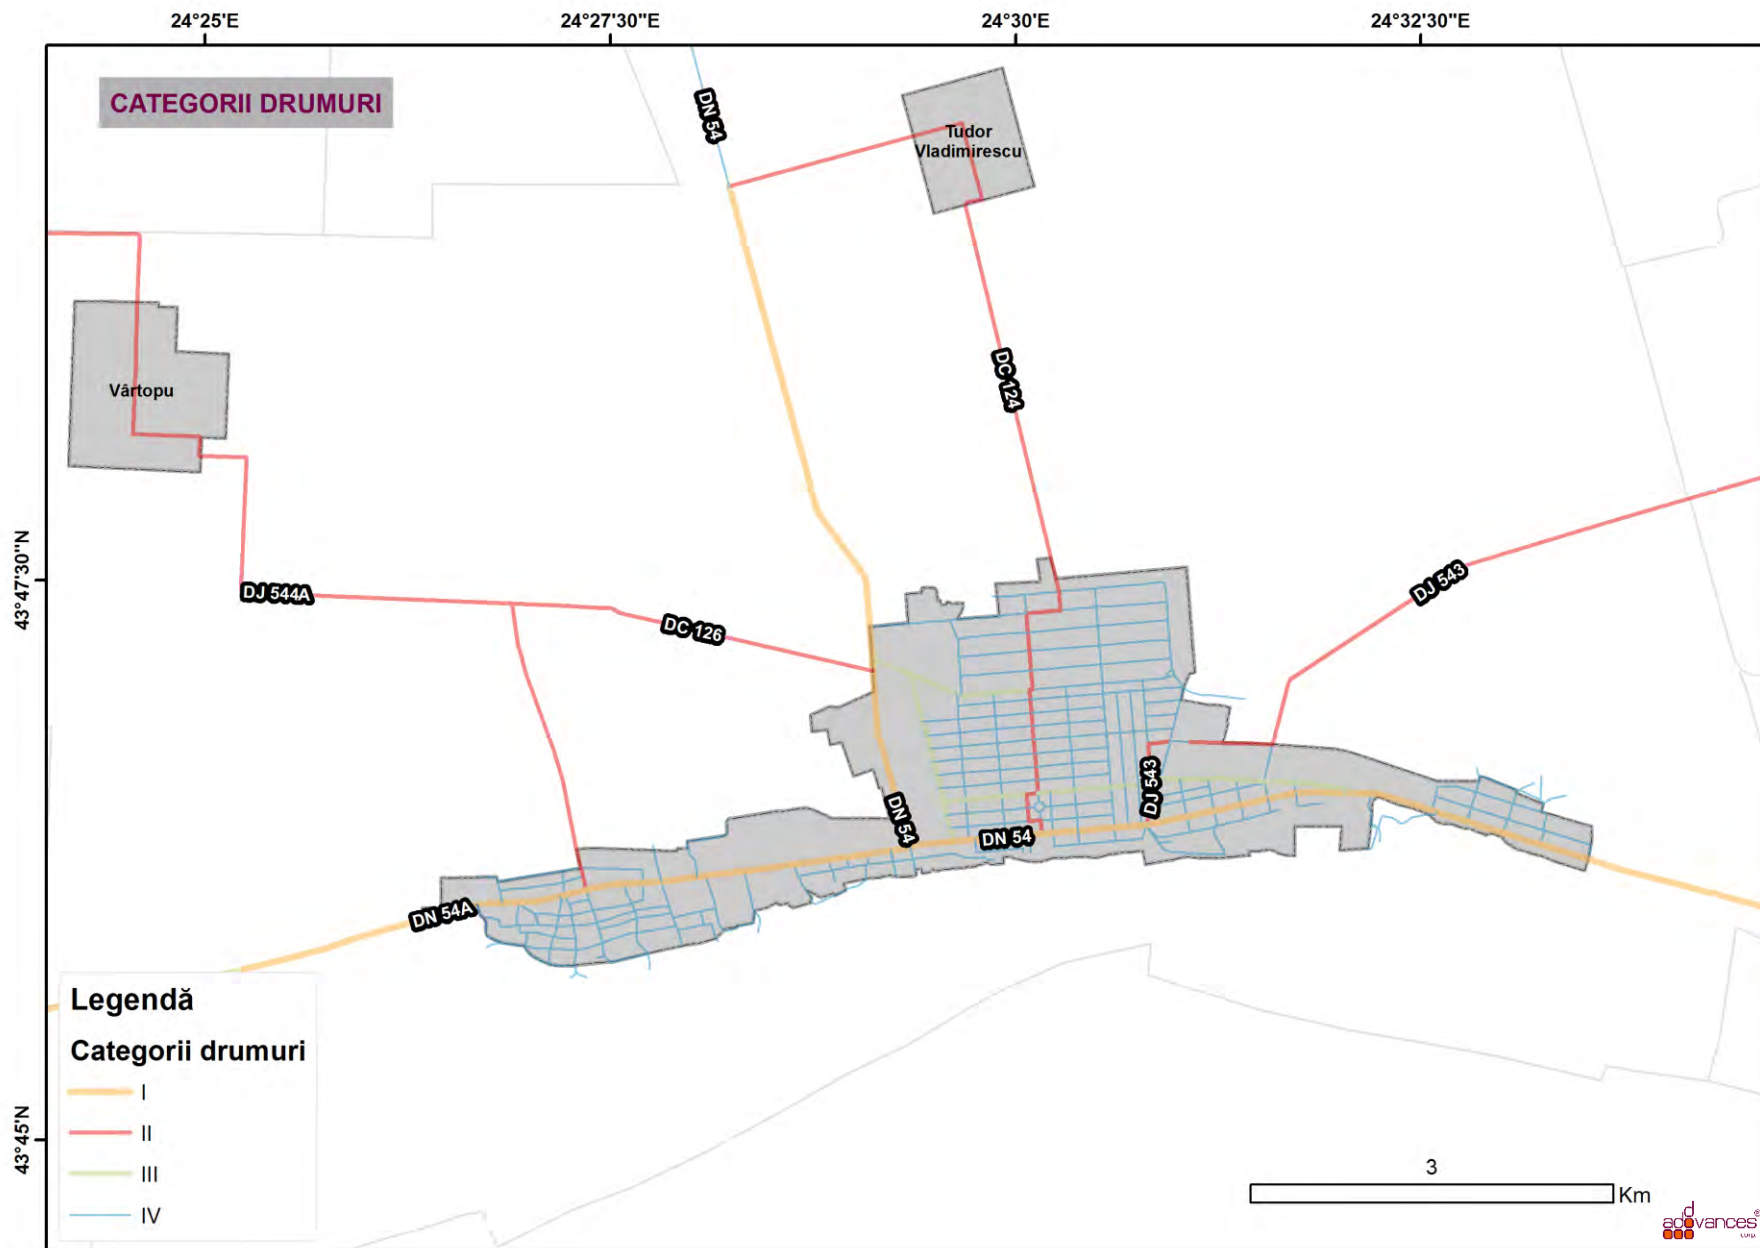 24°25'E
24°27'30"E
24°30'E
24°32'30"E
CATEGORII DRUMURI
DN 54
Tudor
Vladimirescu
DC 124
Vârtopu
43°47'30"N
DJ 544A
DC 126
DJ 543
DJ 543
DN 54
DN 54
DN 54A
Legendă
Categorii drumuri
I
II
III
IV
43°45'N
3
Km
addvances®
corp.